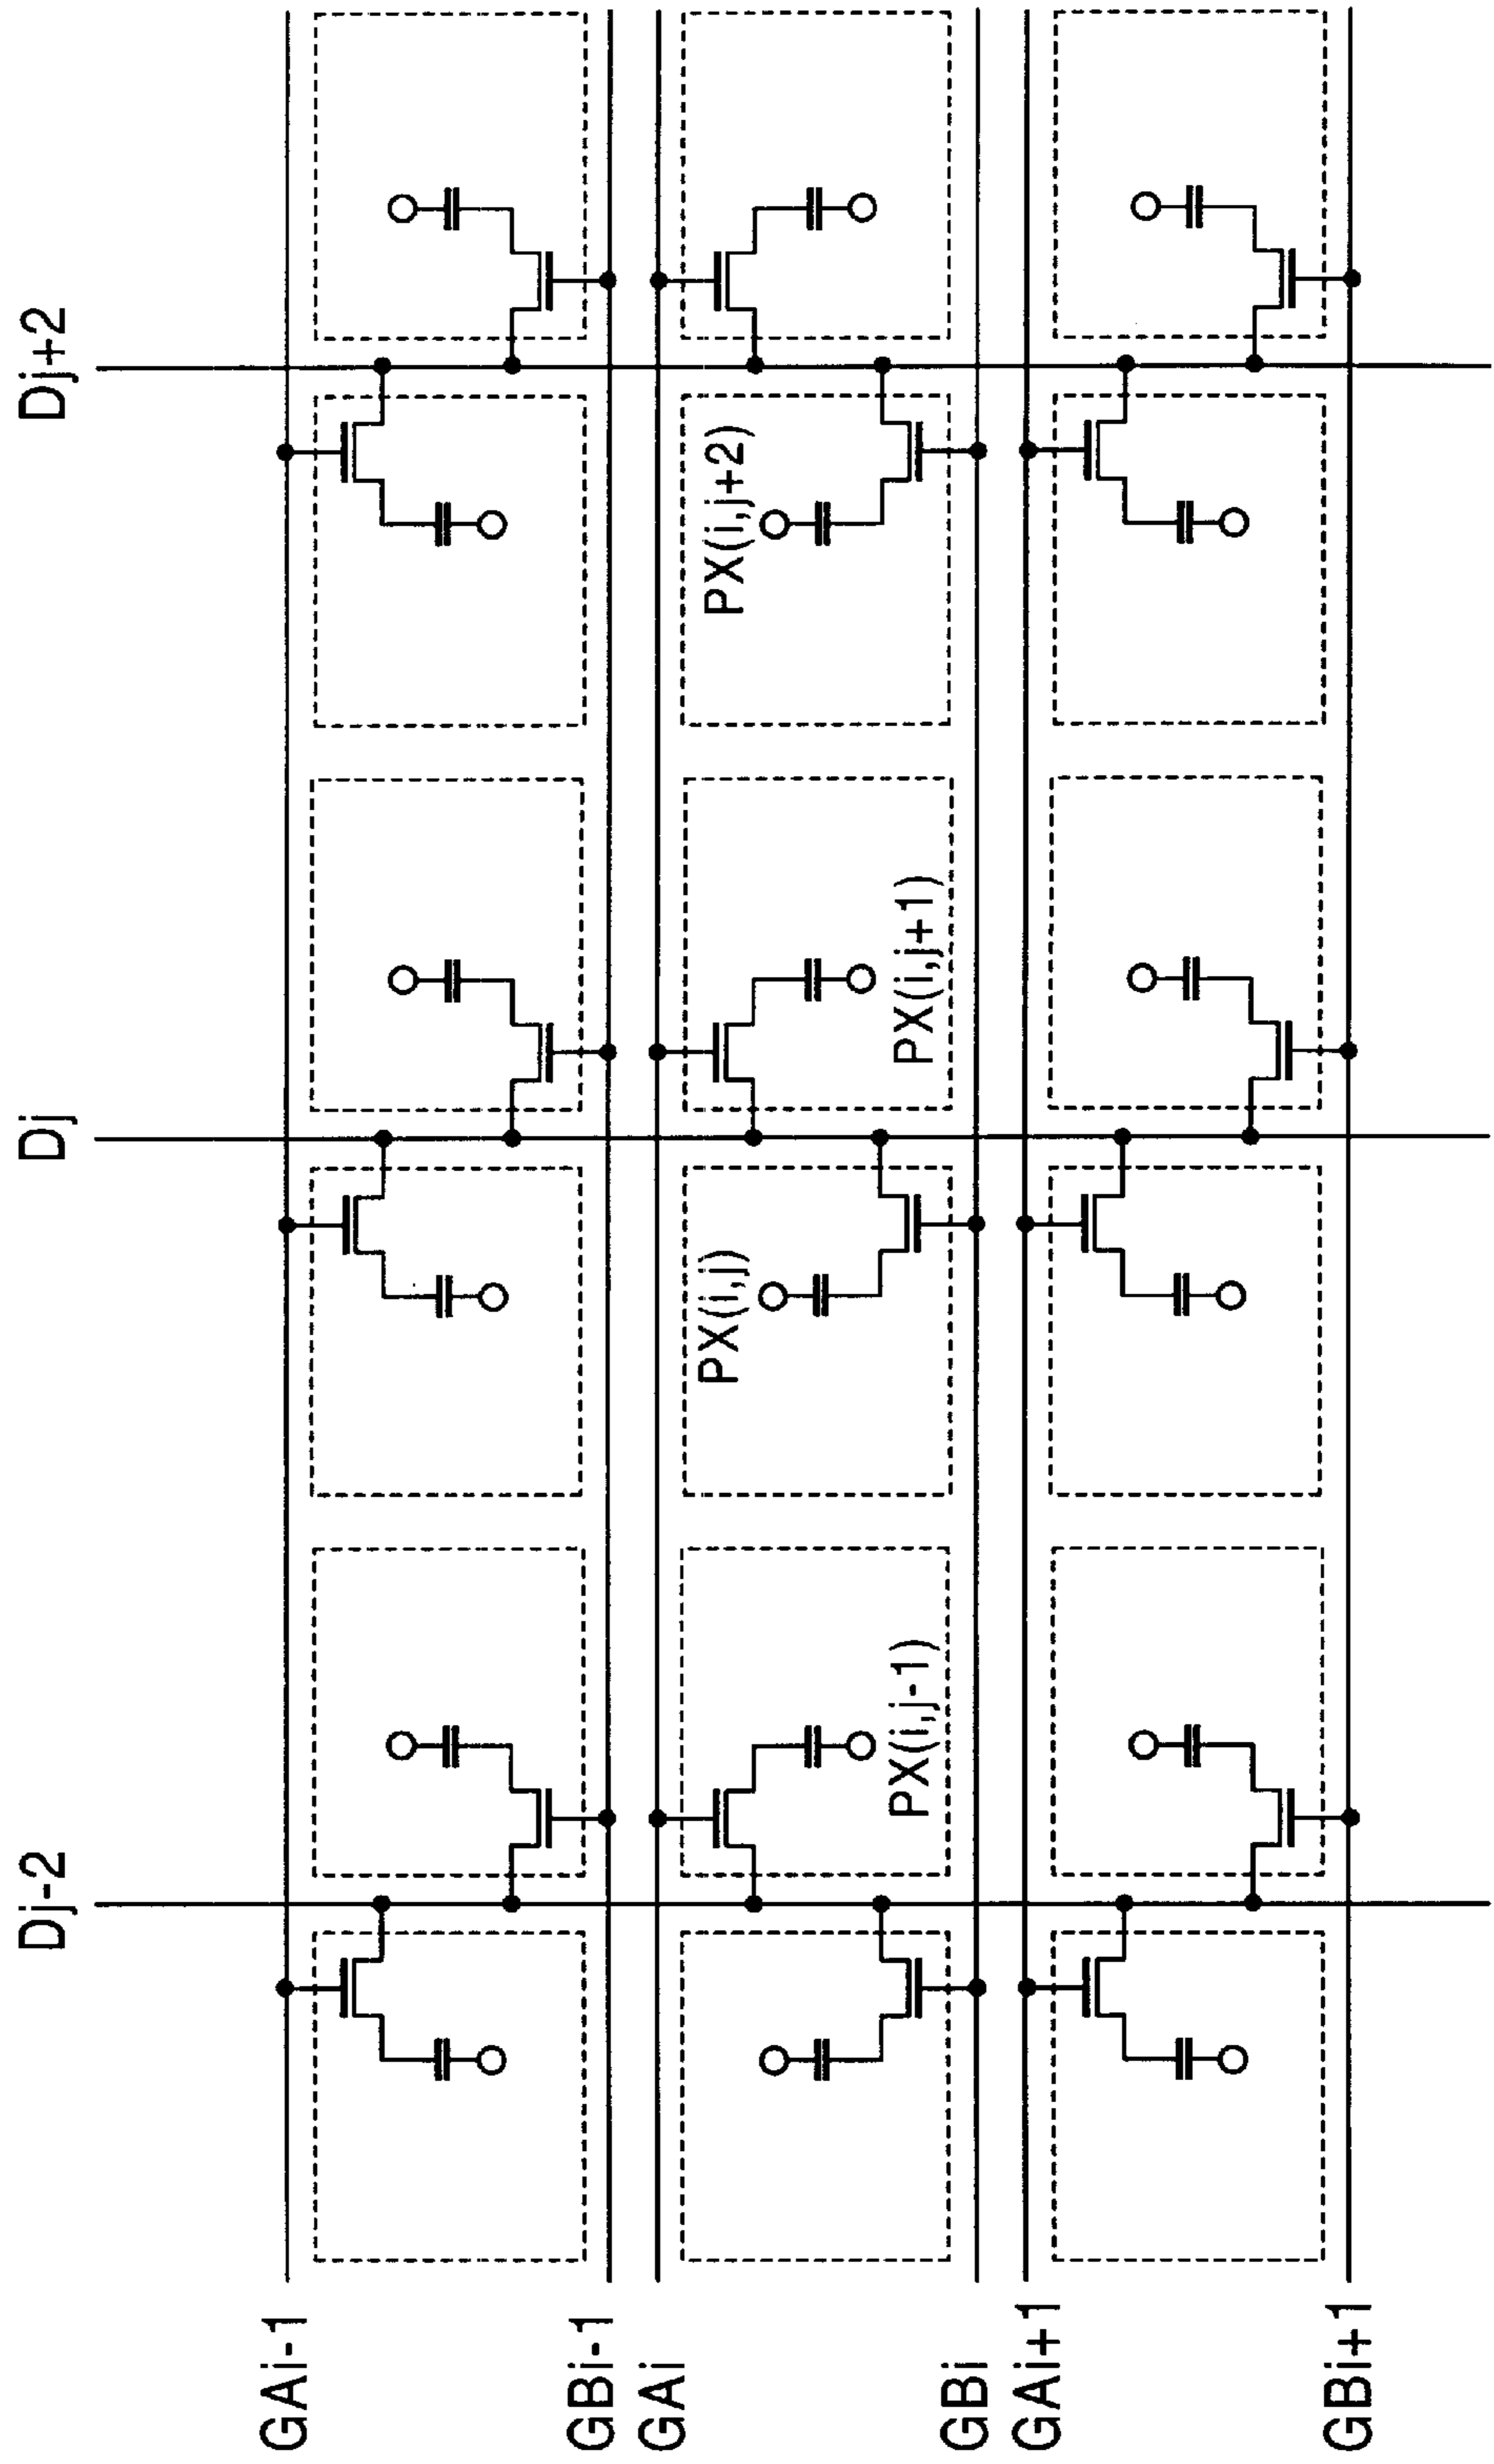 Dj-2
Dj
Dj+2
GAi-1
GBi-1
GAi
PX(i,j)
PX(i,j+2)
PX(i,j-1)
PX(i,j+1)
GBi
GAi+1
GBi+1